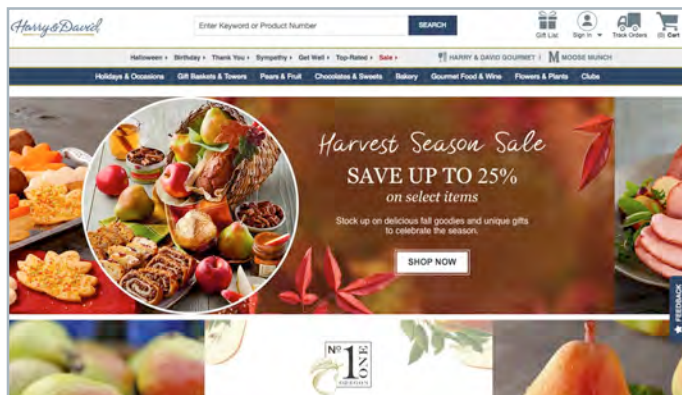 Harry & David
Enter Keyword or Product Number
SEARCH
Gift List
Sign In
Track Orders
(0) Cart
Halloween Birthday Thank You Sympathy Get Well Top-Rated Sale
HARRY & DAVID GOURMET | M MOOSE MUNCH
Holidays & Occasions Gift Baskets & Towers Pears & Fruit Chocolates & Sweets Bakery Gourmet Food & Wine Flowers & Plants Clubs
Harvest Season Sale
SAVE UP TO 25%
on select items
Stock up on delicious fall goodies and unique gifts
to celebrate the season.
SHOP NOW
FEEDBACK
Nº 1 ONE